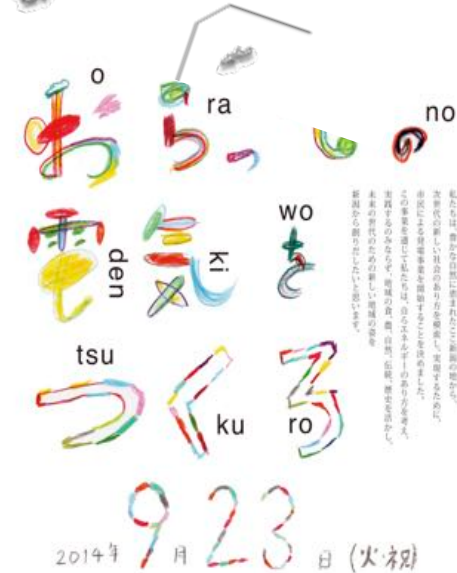 o ra no
おらっ の
den ki wo
電気を
tsu ku ro
つくろ
私たちは、豊かな自然に恵まれたここ新潟の地から、
次世代の新しい社会のあり方を模索し、実現するために、
市民による発電事業を開始することを決めました。
この事業を通じて私たちは、自らエネルギーのあり方を考え、
実践するのみならず、地域の食、農、自然、伝統、歴史を活かし、
未来の世代のための新しい地域の姿を
新潟から創りだしたいと思います。
2014年9月23日(火・祝)